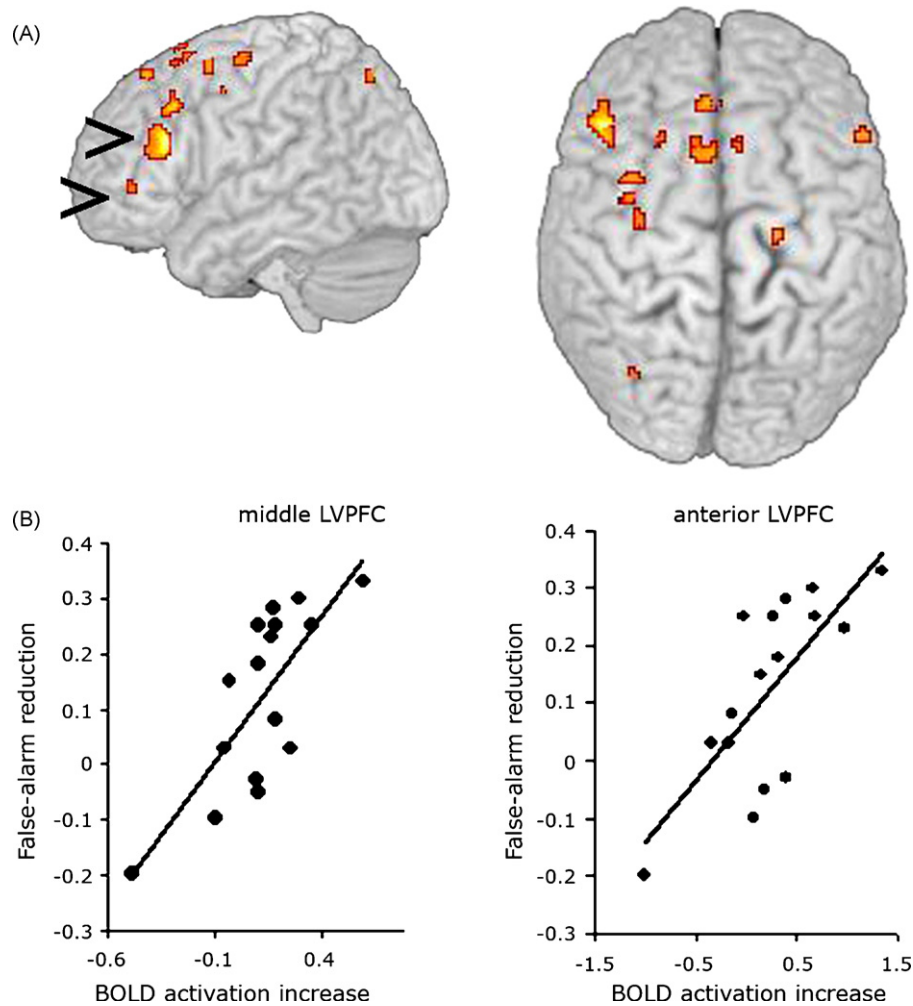 (A)
(B)
middle LVPFC
0.4
0.3
0.2
0.1
0
-0.1
-0.2
-0.3
False-alarm reduction
-0.6 -0.1 0.4
BOLD activation increase
anterior LVPFC
0.4
0.3
0.2
0.1
0
-0.1
-0.2
-0.3
False-alarm reduction
-1.5 -0.5 0.5 1.5
BOLD activation increase